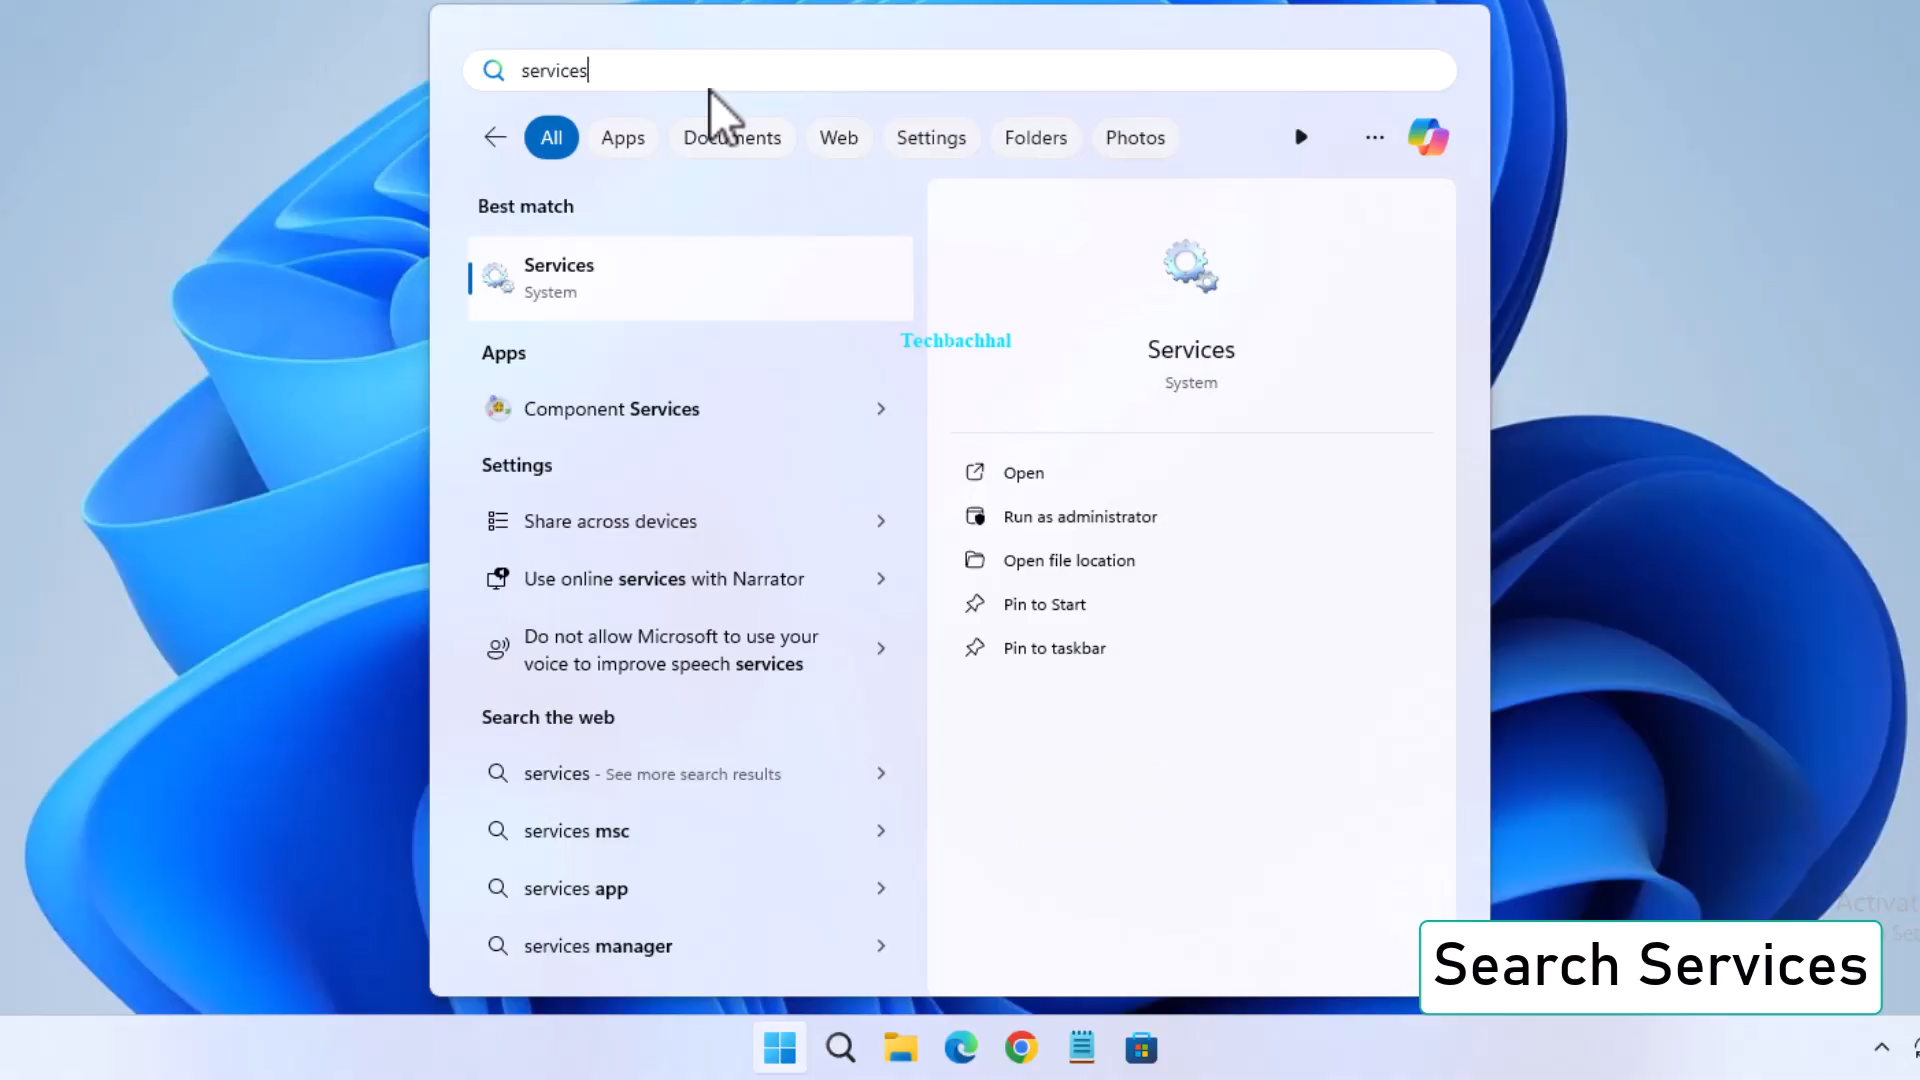 services
All
Apps
Documents
Web
Settings
Folders
Photos
Best match
Services
System
Techbachhal
Services
System
Apps
Component Services
Settings
Share across devices
Use online services with Narrator
Do not allow Microsoft to use your
voice to improve speech services
Search the web
services - See more search results
services msc
services app
services manager
Open
Run as administrator
Open file location
Pin to Start
Pin to taskbar
Search Services